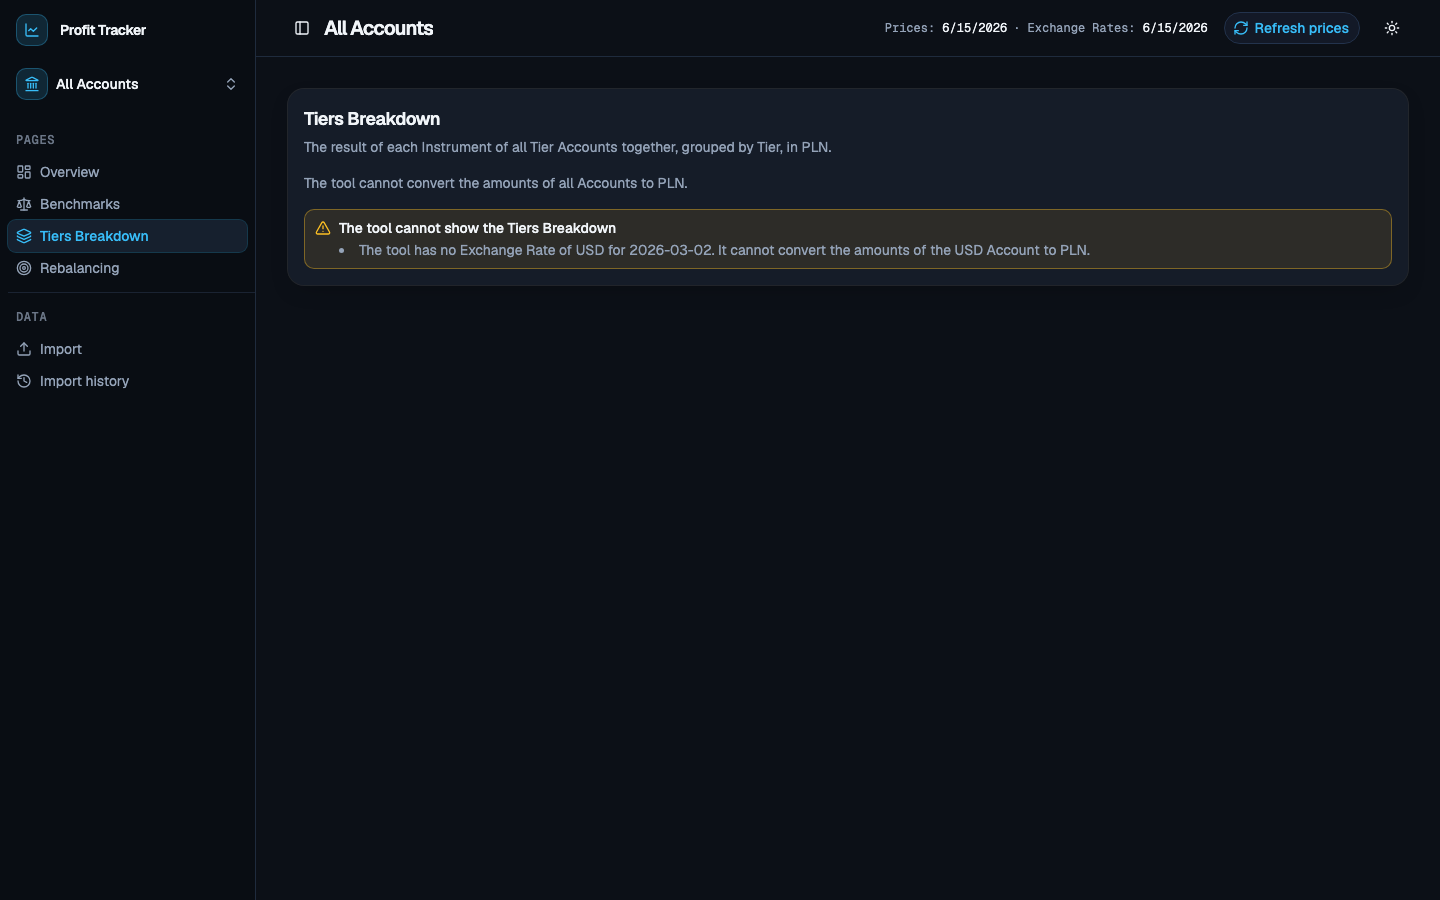 Profit Tracker
All Accounts
PAGES
Overview
Benchmarks
Tiers Breakdown
Rebalancing
DATA
Import
Import history
All Accounts
Prices: 6/15/2026 · Exchange Rates: 6/15/2026
Refresh prices
Tiers Breakdown
The result of each Instrument of all Tier Accounts together, grouped by Tier, in PLN.
The tool cannot convert the amounts of all Accounts to PLN.
The tool cannot show the Tiers Breakdown
• The tool has no Exchange Rate of USD for 2026-03-02. It cannot convert the amounts of the USD Account to PLN.